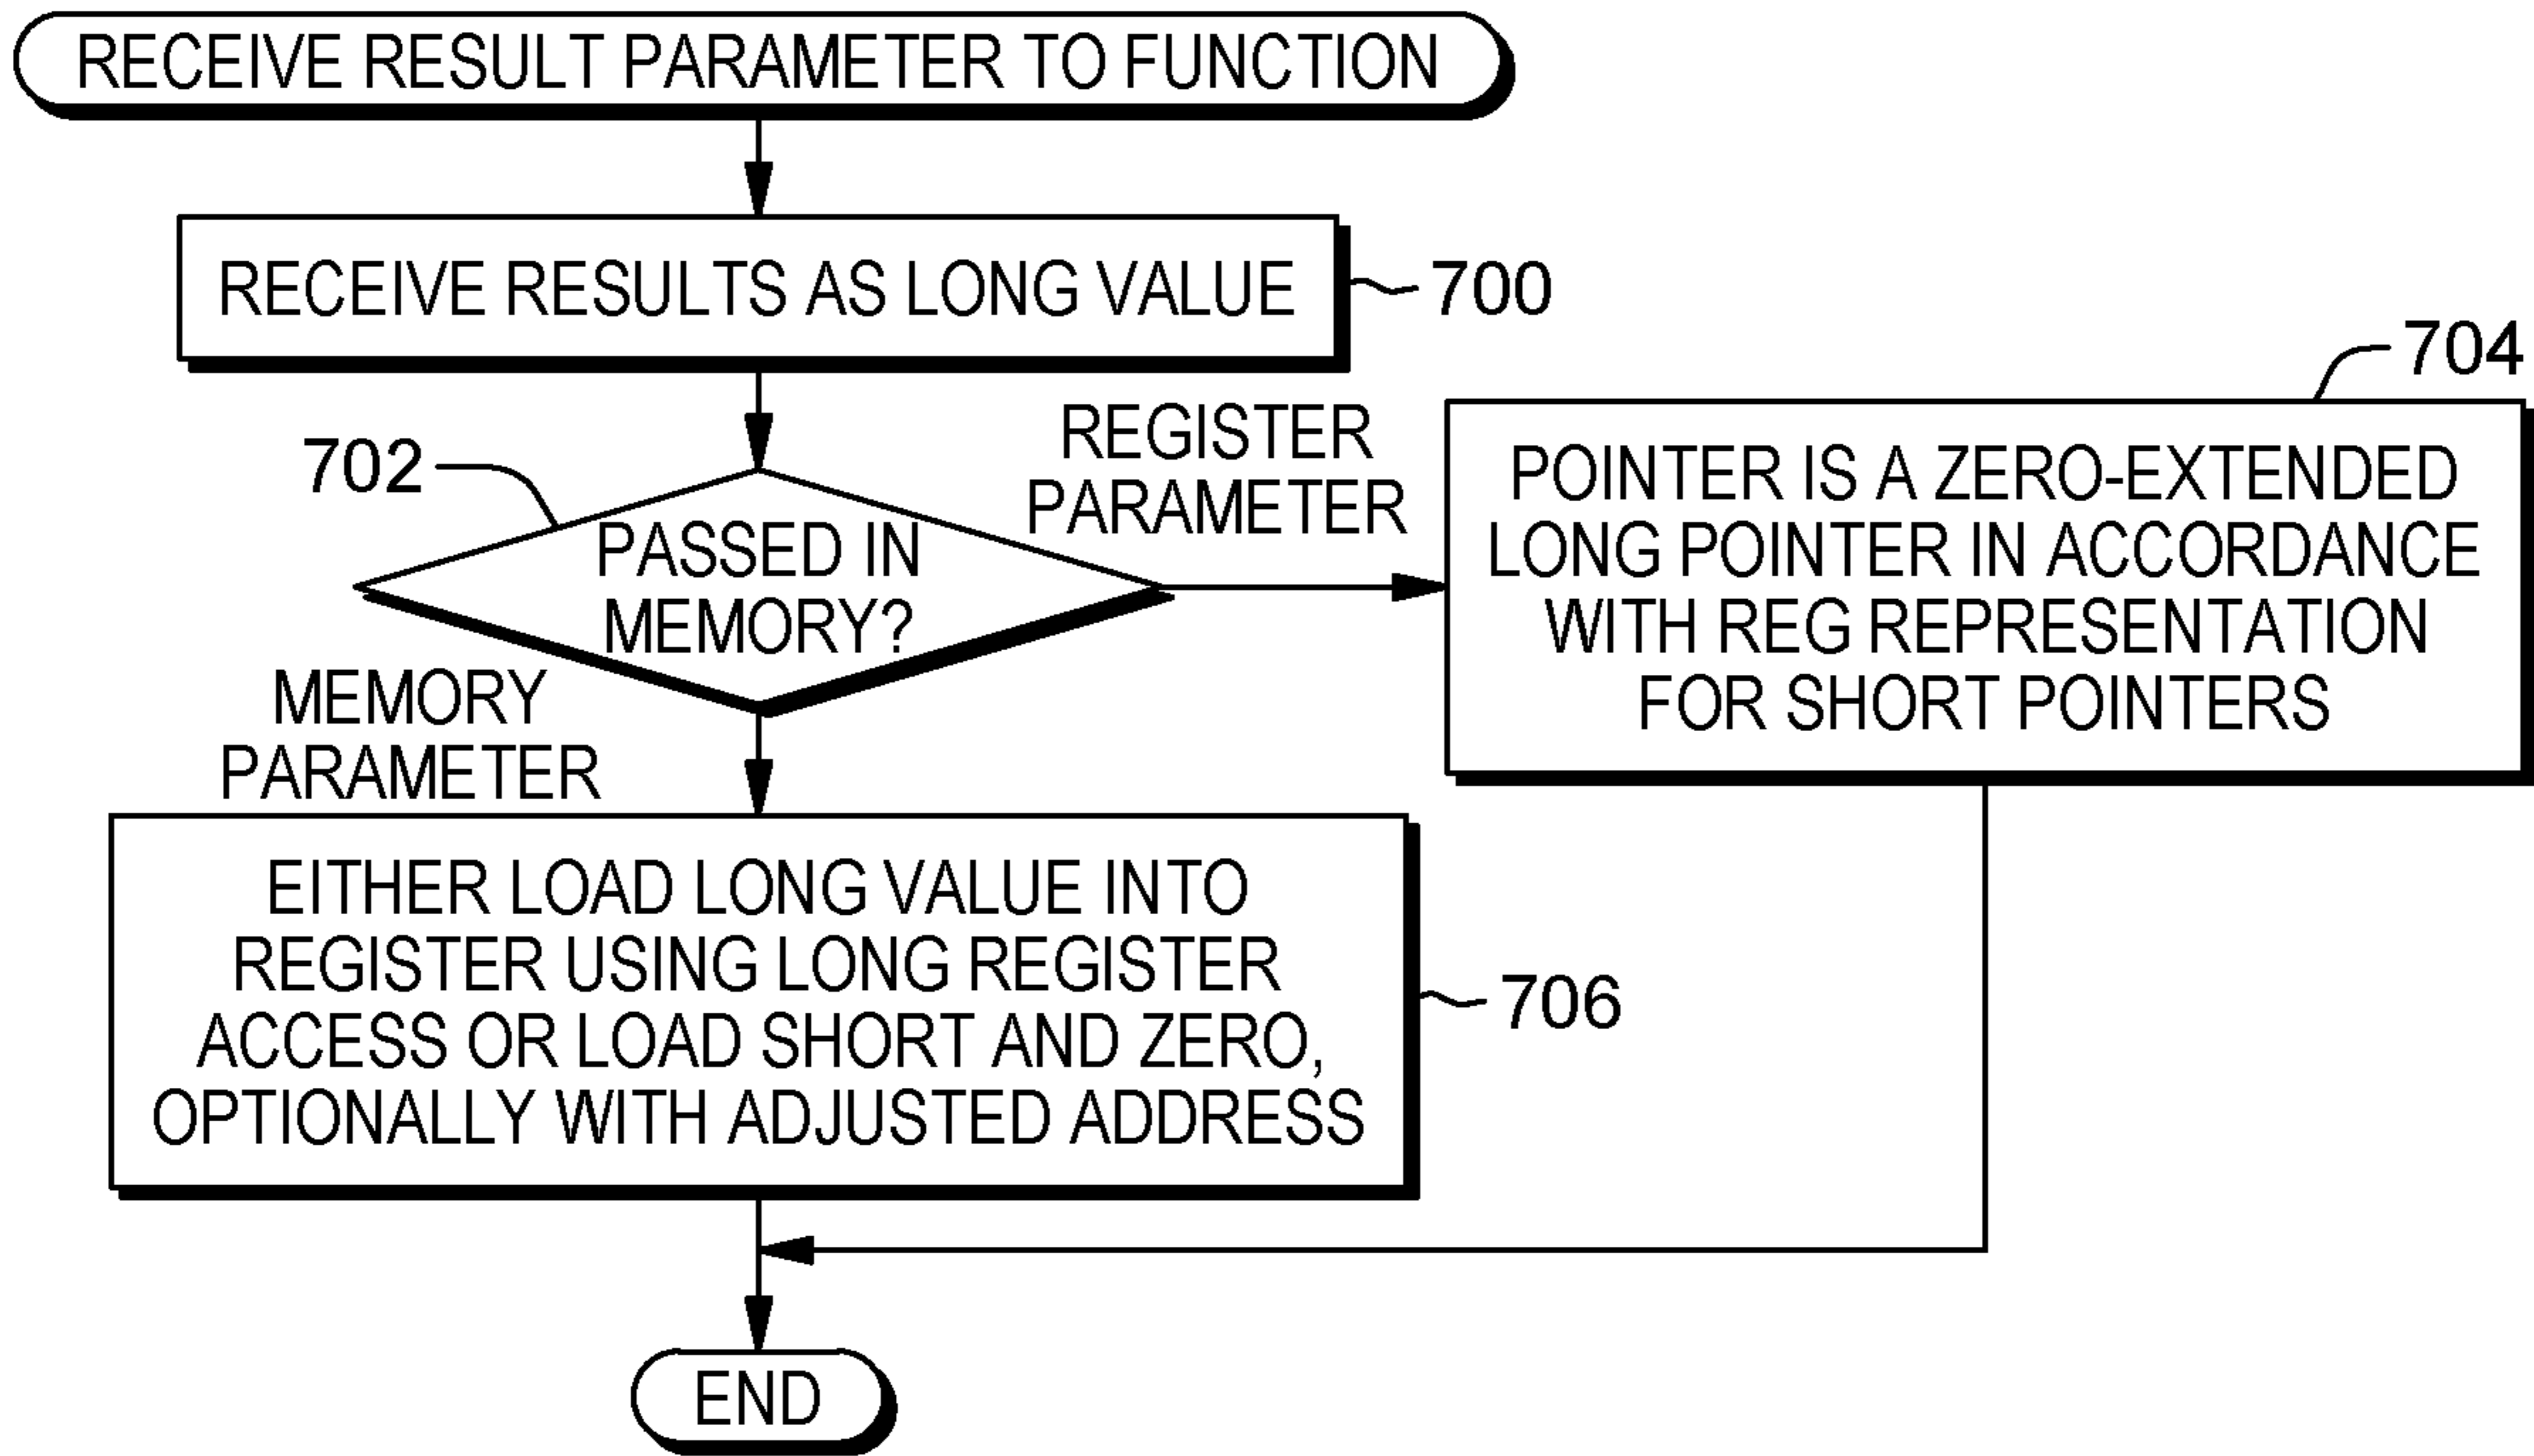 RECEIVE RESULT PARAMETER TO FUNCTION
RECEIVE RESULTS AS LONG VALUE
700
702
PASSED IN
MEMORY?
REGISTER
PARAMETER
704
POINTER IS A ZERO-EXTENDED
LONG POINTER IN ACCORDANCE
WITH REG REPRESENTATION
FOR SHORT POINTERS
MEMORY
PARAMETER
EITHER LOAD LONG VALUE INTO
REGISTER USING LONG REGISTER
ACCESS OR LOAD SHORT AND ZERO,
OPTIONALLY WITH ADJUSTED ADDRESS
706
END